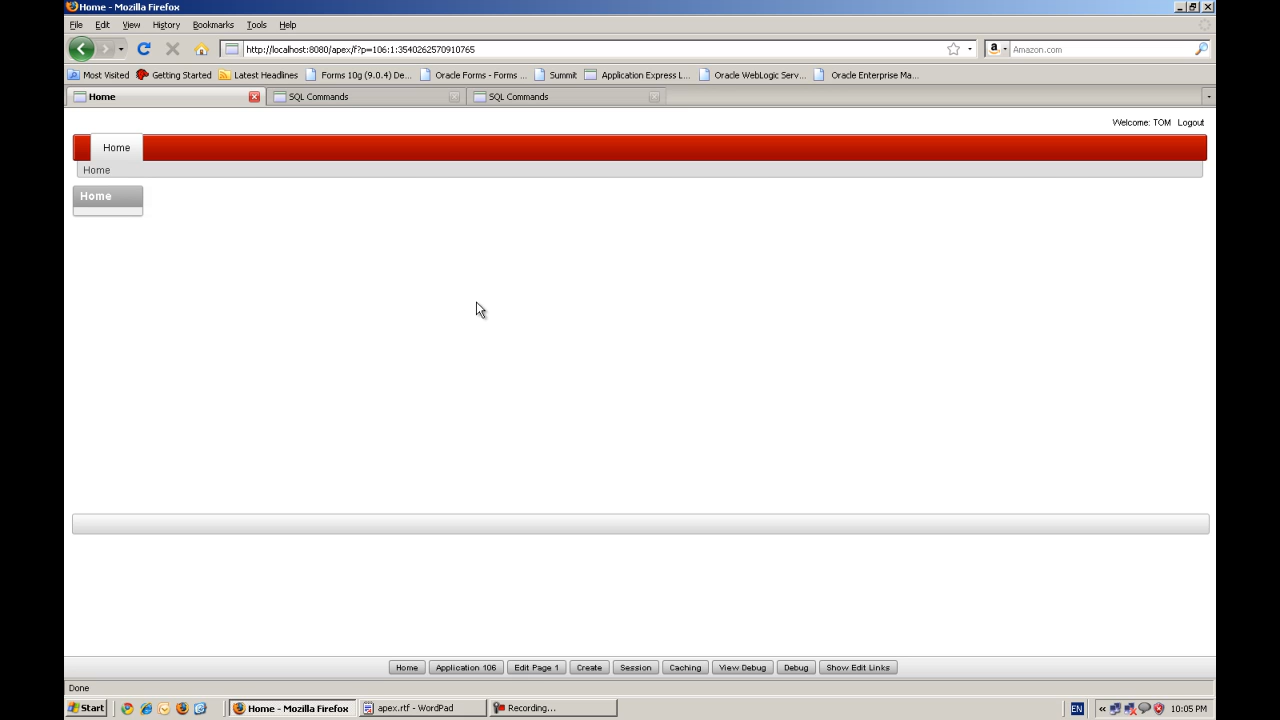 Home - Mozilla Firefox
File Edit View History Bookmarks Tools Help
http://localhost:8080/apex/f?p=106:1:3540262570910765
Amazon.com
Most Visited Getting Started Latest Headlines Forms 10g (9.0.4) De... Oracle Forms - Forms ... Summit Application Express L... Oracle WebLogic Serv... Oracle Enterprise Ma...
Home SQL Commands SQL Commands
Welcome: TOM Logout
Home
Home
Home
Home Application 106 Edit Page 1 Create Session Caching View Debug Debug Show Edit Links
Done
Start Home - Mozilla Firefox apex.rtf - WordPad Recording... EN « 10:05 PM